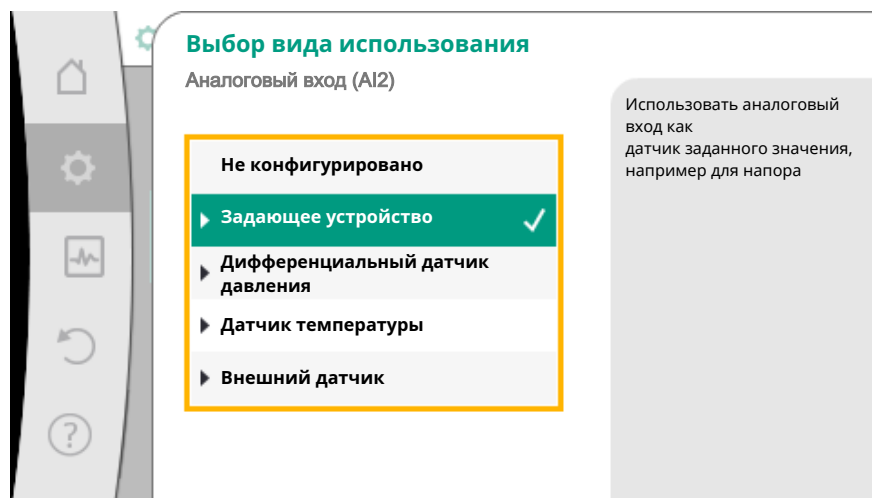 Выбор вида использования
Аналоговый вход (AI2)
Не конфигурировано
Задающее устройство
Дифференциальный датчик
давления
Датчик температуры
Внешний датчик
Использовать аналоговый
вход как
датчик заданного значения,
например для напора
?